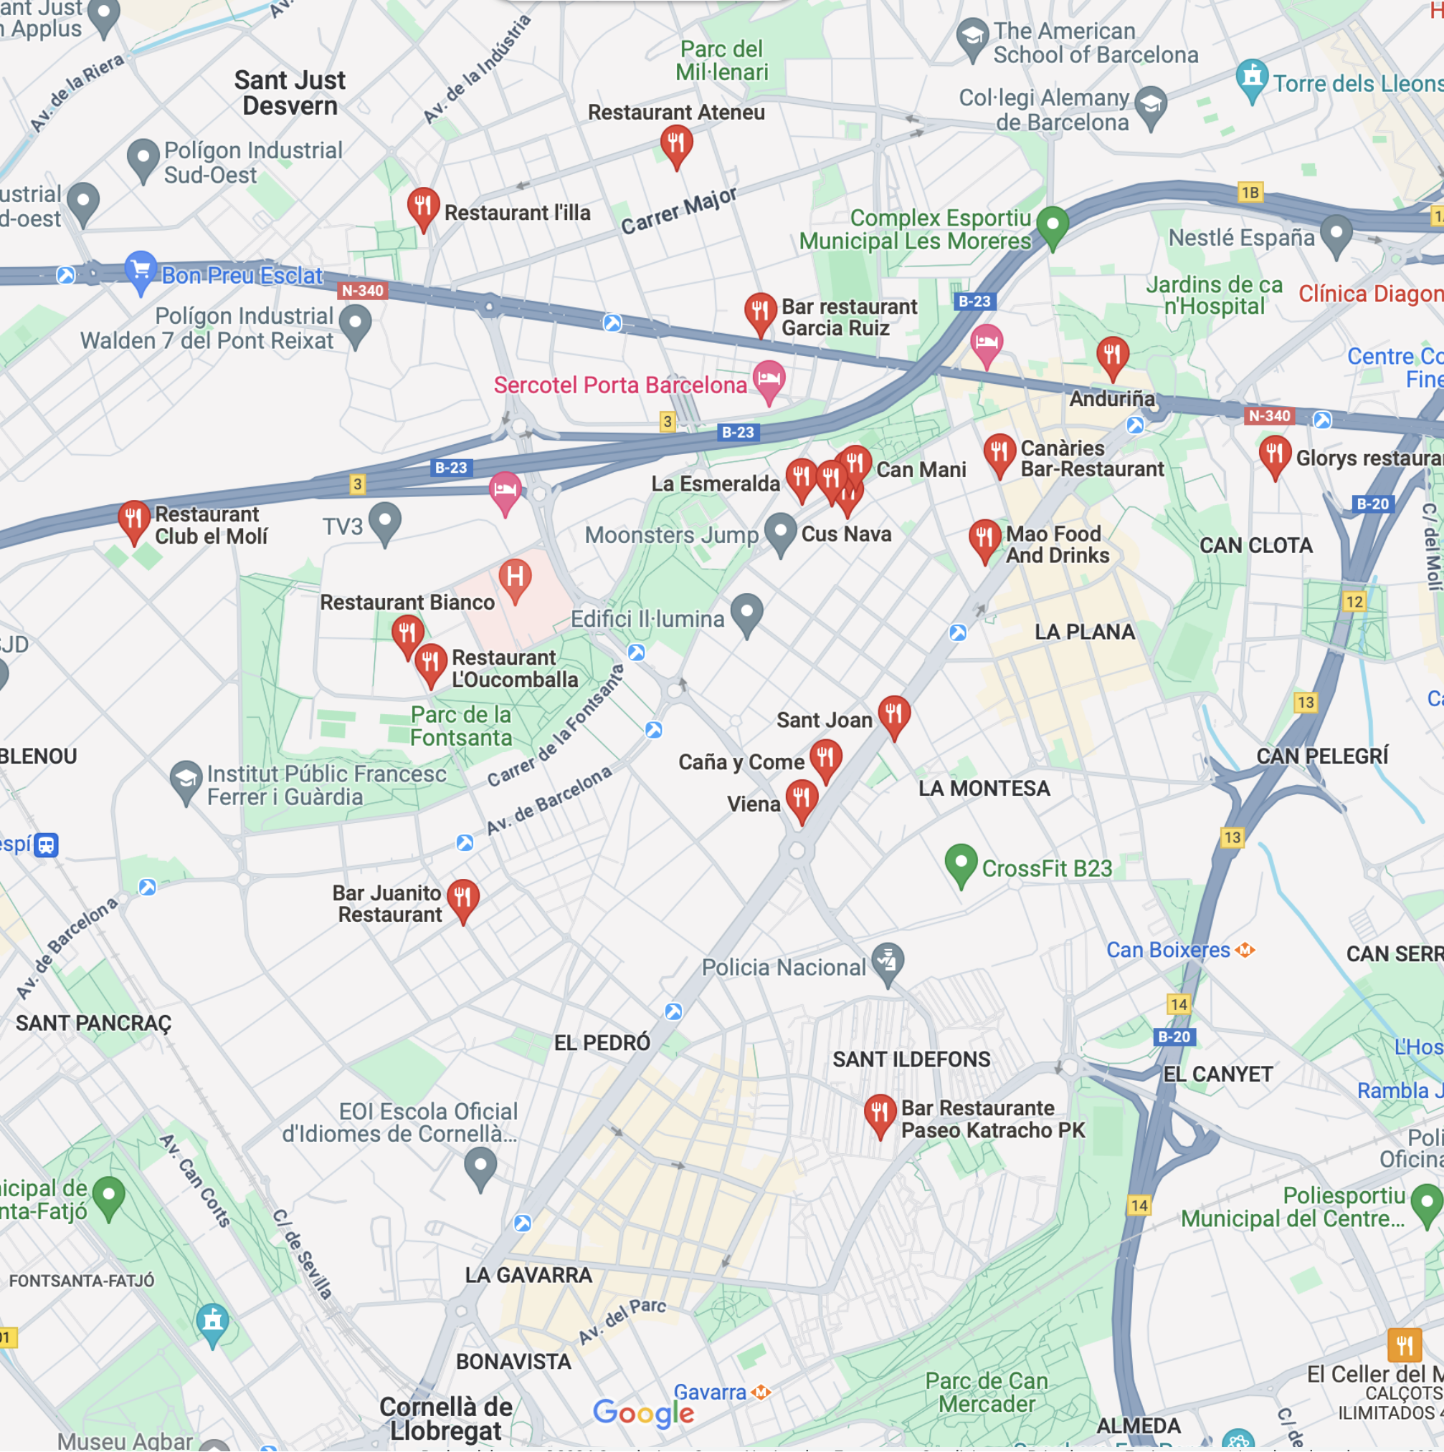 ant Just
n Applus
Av. de la Riera
Av.
Sant Just
Desvern
Av. de la Indústria
Parc del
Mil·lenari
The American
School of Barcelona
Torre dels Lleons
Col·legi Alemany
de Barcelona
Restaurant Ateneu
Polígon Industrial
Sud-Oest
ustrial
d-oest
Restaurant l'illa
Carrer Major
1B
Complex Esportiu
Municipal Les Moreres
Nestlé España
Bon Preu Esclat
N-340
Polígon Industrial
Walden 7 del Pont Reixat
Bar restaurant
Garcia Ruiz
B-23
Jardins de ca
n'Hospital
Clínica Diagon
Centre Co
Fine
Sercotel Porta Barcelona
Anduriña
N-340
3
B-23
B-23
3
La Esmeralda
Can Mani
Canàries
Bar-Restaurant
Glorys restaura
B-20
C/ del Molí
Restaurant
Club el Molí
TV3
Moonsters Jump
Cus Nava
Mao Food
And Drinks
CAN CLOTA
H
12
Restaurant Bianco
Edifici Il·lumina
LA PLANA
SJD
Restaurant
L'Oucomballa
Parc de la
Fontsanta
Carrer de la Fontsanta
Sant Joan
13
BLENOU
Caña y Come
CAN PELEGRÍ
Institut Públic Francesc
Ferrer i Guàrdia
Av. de Barcelona
Viena
LA MONTESA
13
espí
CrossFit B23
Bar Juanito
Restaurant
Av. de Barcelona
Can Boixeres
M
CAN SERR
Policia Nacional
14
SANT PANCRAÇ
EL PEDRÓ
B-20
L'Hos
SANT ILDEFONS
EL CANYET
Rambla J
EOI Escola Oficial
d'Idiomes de Cornellà...
Bar Restaurante
Paseo Katracho PK
Poli
Oficina
Av. Can Corts
nicipal de
nta-Fatjó
C/ de Sevilla
14
Poliesportiu
Municipal del Centre...
FONTSANTA-FATJÓ
LA GAVARRA
Av. del Parc
01
BONAVISTA
Gavarra
M
Parc de Can
Mercader
El Celler del M
CALÇOTS
ILIMITADOS 4
Cornellà de
Llobregat
Google
ALMEDA
C/ de
Museu Agbar